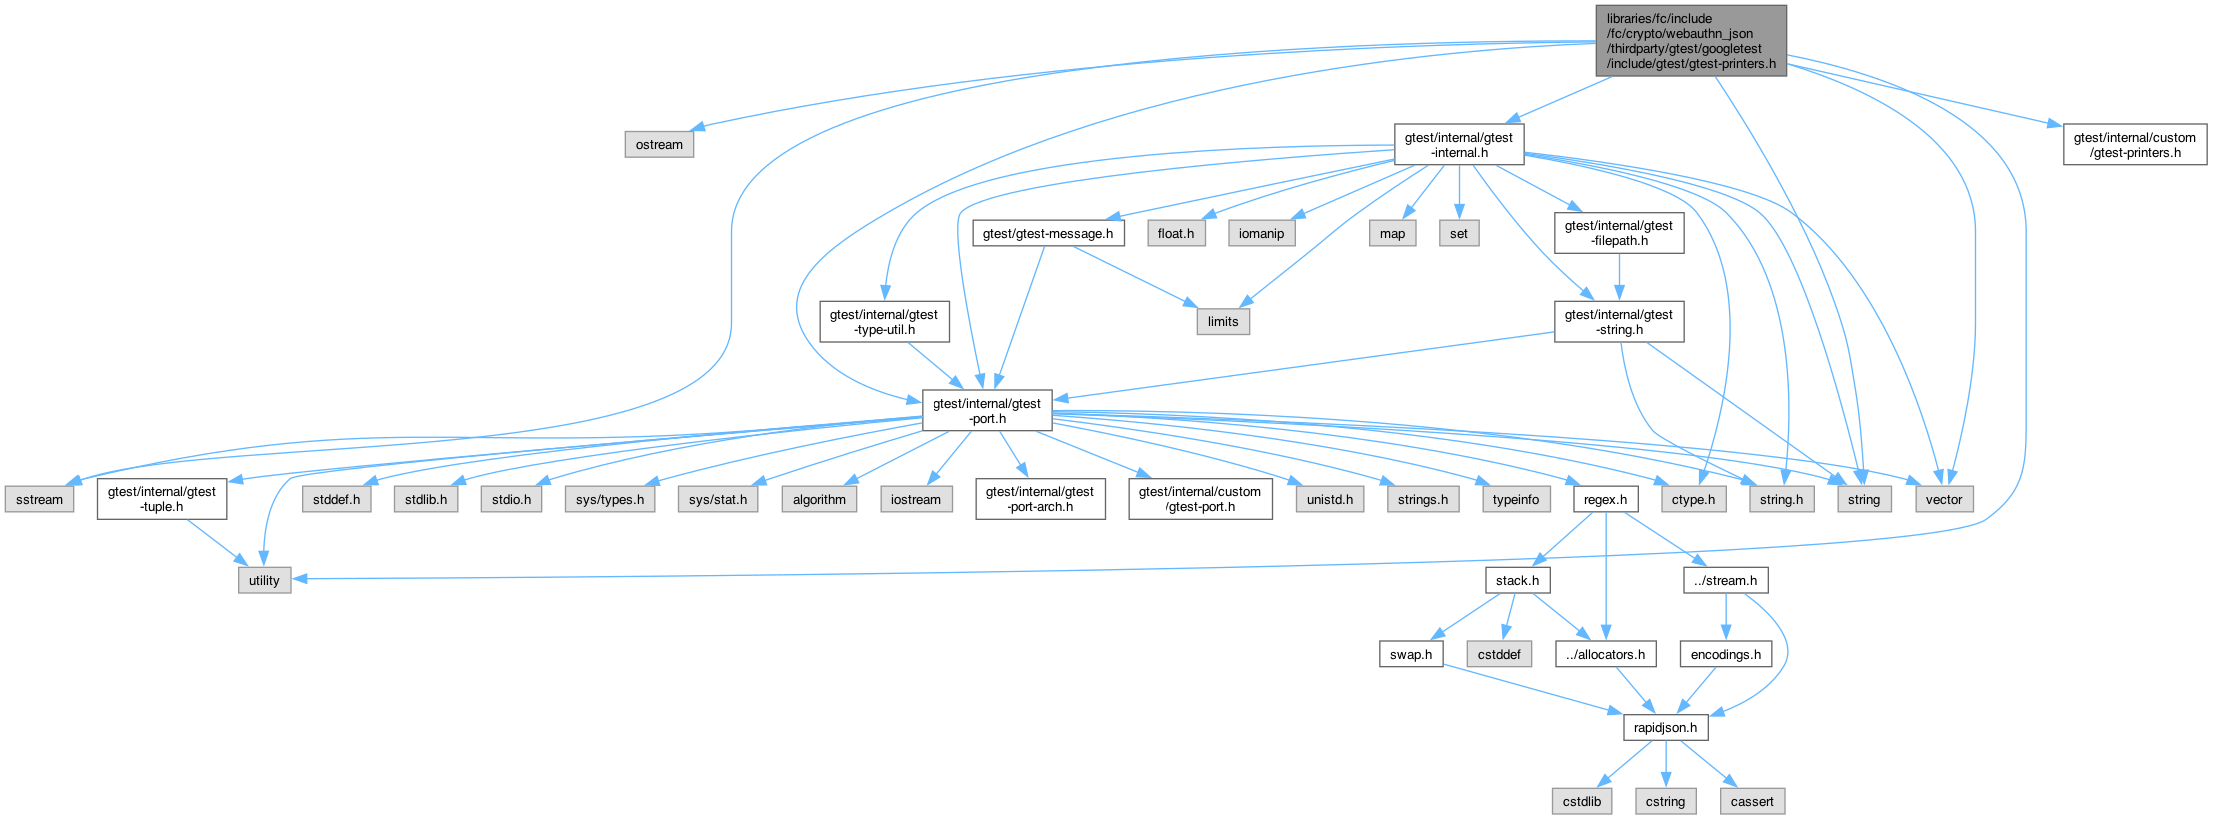 libraries/fc/include
/fc/crypto/webauthn_json
/thirdparty/gtest/googletest
/include/gtest/gtest-printers.h
ostream
gtest/internal/gtest
-internal.h
gtest/internal/custom
/gtest-printers.h
gtest/gtest-message.h
float.h
iomanip
map
set
gtest/internal/gtest
-filepath.h
gtest/internal/gtest
-type-util.h
limits
gtest/internal/gtest
-string.h
gtest/internal/gtest
-port.h
sstream
gtest/internal/gtest
-tuple.h
stddef.h
stdlib.h
stdio.h
sys/types.h
sys/stat.h
algorithm
iostream
gtest/internal/gtest
-port-arch.h
gtest/internal/custom
/gtest-port.h
unistd.h
strings.h
typeinfo
regex.h
ctype.h
string.h
string
vector
utility
stack.h
../stream.h
swap.h
cstddef
../allocators.h
encodings.h
rapidjson.h
cstdlib
cstring
cassert